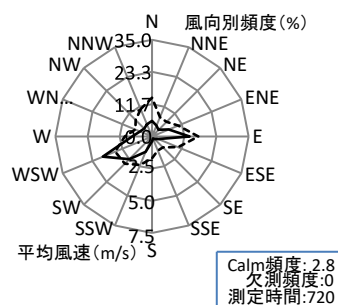 N 風向別頻度(%)
35.0
NNW NNE
NW 23.3 NE
WN... 11.7 ENE
W 0.0 E
WSW 2.5 ESE
SW 5.0 SE
SSW SSE
平均風速(m/s) 7.5
S
Calm頻度: 2.8
欠測頻度:0
測定時間:720